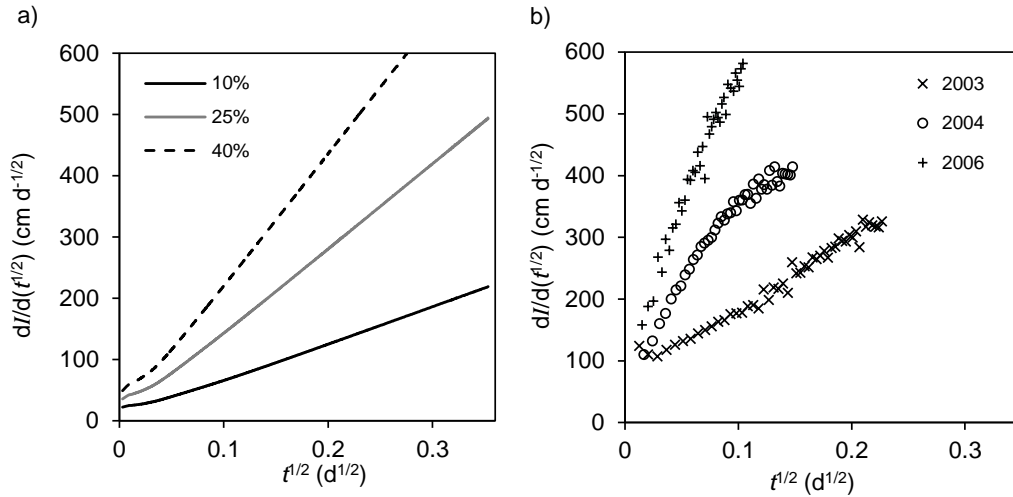 a)
dI/d(t^{1/2}) (cm d^{-1/2})
600
500
400
300
200
100
0
10%
25%
40%
0 0.1 0.2 0.3
t^{1/2} (d^{1/2})
b)
dI/d(t^{1/2}) (cm d^{-1/2})
600
500
400
300
200
100
0
2003
2004
2006
0 0.1 0.2 0.3
t^{1/2} (d^{1/2})